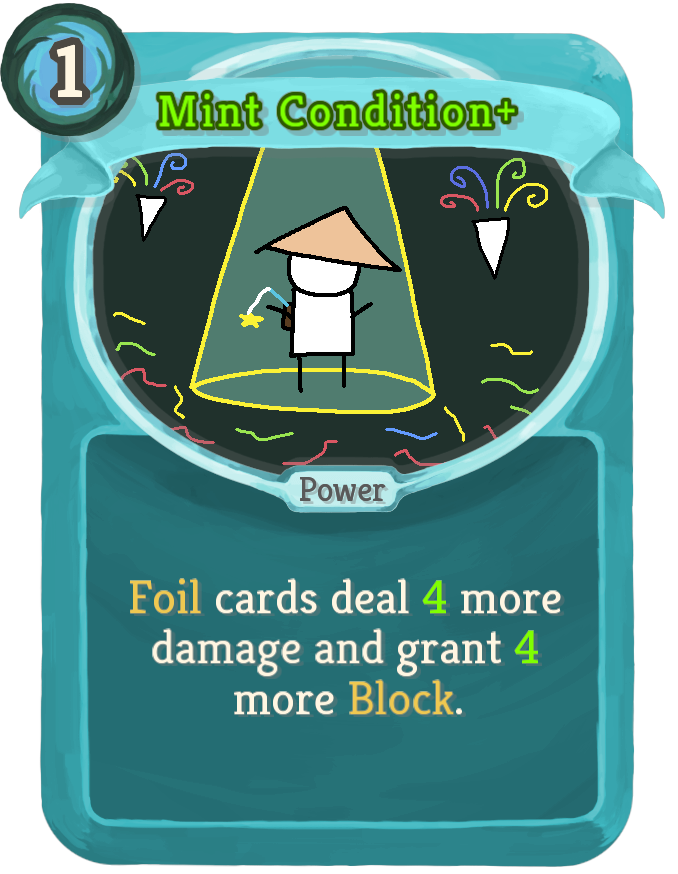 1
Mint Condition+
Power
Foil cards deal 4 more
damage and grant 4
more Block.